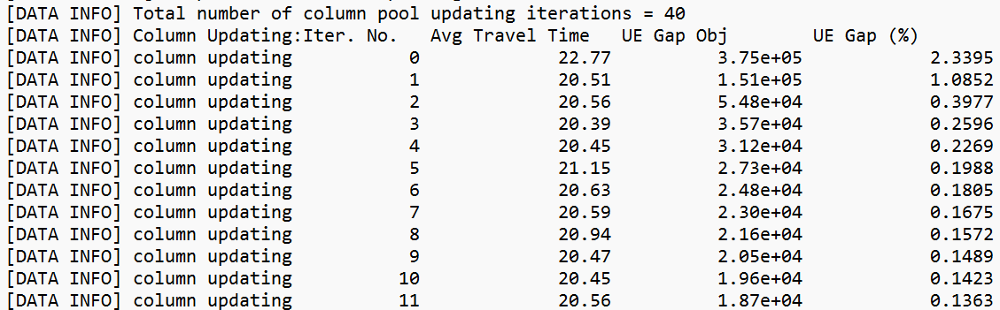 [DATA INFO] Total number of column pool updating iterations = 40
[DATA INFO] Column Updating:Iter. No.   Avg Travel Time   UE Gap Obj        UE Gap (%)
[DATA INFO] column updating           0             22.77          3.75e+05            2.3395
[DATA INFO] column updating           1             20.51          1.51e+05            1.0852
[DATA INFO] column updating           2             20.56          5.48e+04            0.3977
[DATA INFO] column updating           3             20.39          3.57e+04            0.2596
[DATA INFO] column updating           4             20.45          3.12e+04            0.2269
[DATA INFO] column updating           5             21.15          2.73e+04            0.1988
[DATA INFO] column updating           6             20.63          2.48e+04            0.1805
[DATA INFO] column updating           7             20.59          2.30e+04            0.1675
[DATA INFO] column updating           8             20.94          2.16e+04            0.1572
[DATA INFO] column updating           9             20.47          2.05e+04            0.1489
[DATA INFO] column updating          10             20.45          1.96e+04            0.1423
[DATA INFO] column updating          11             20.56          1.87e+04            0.1363